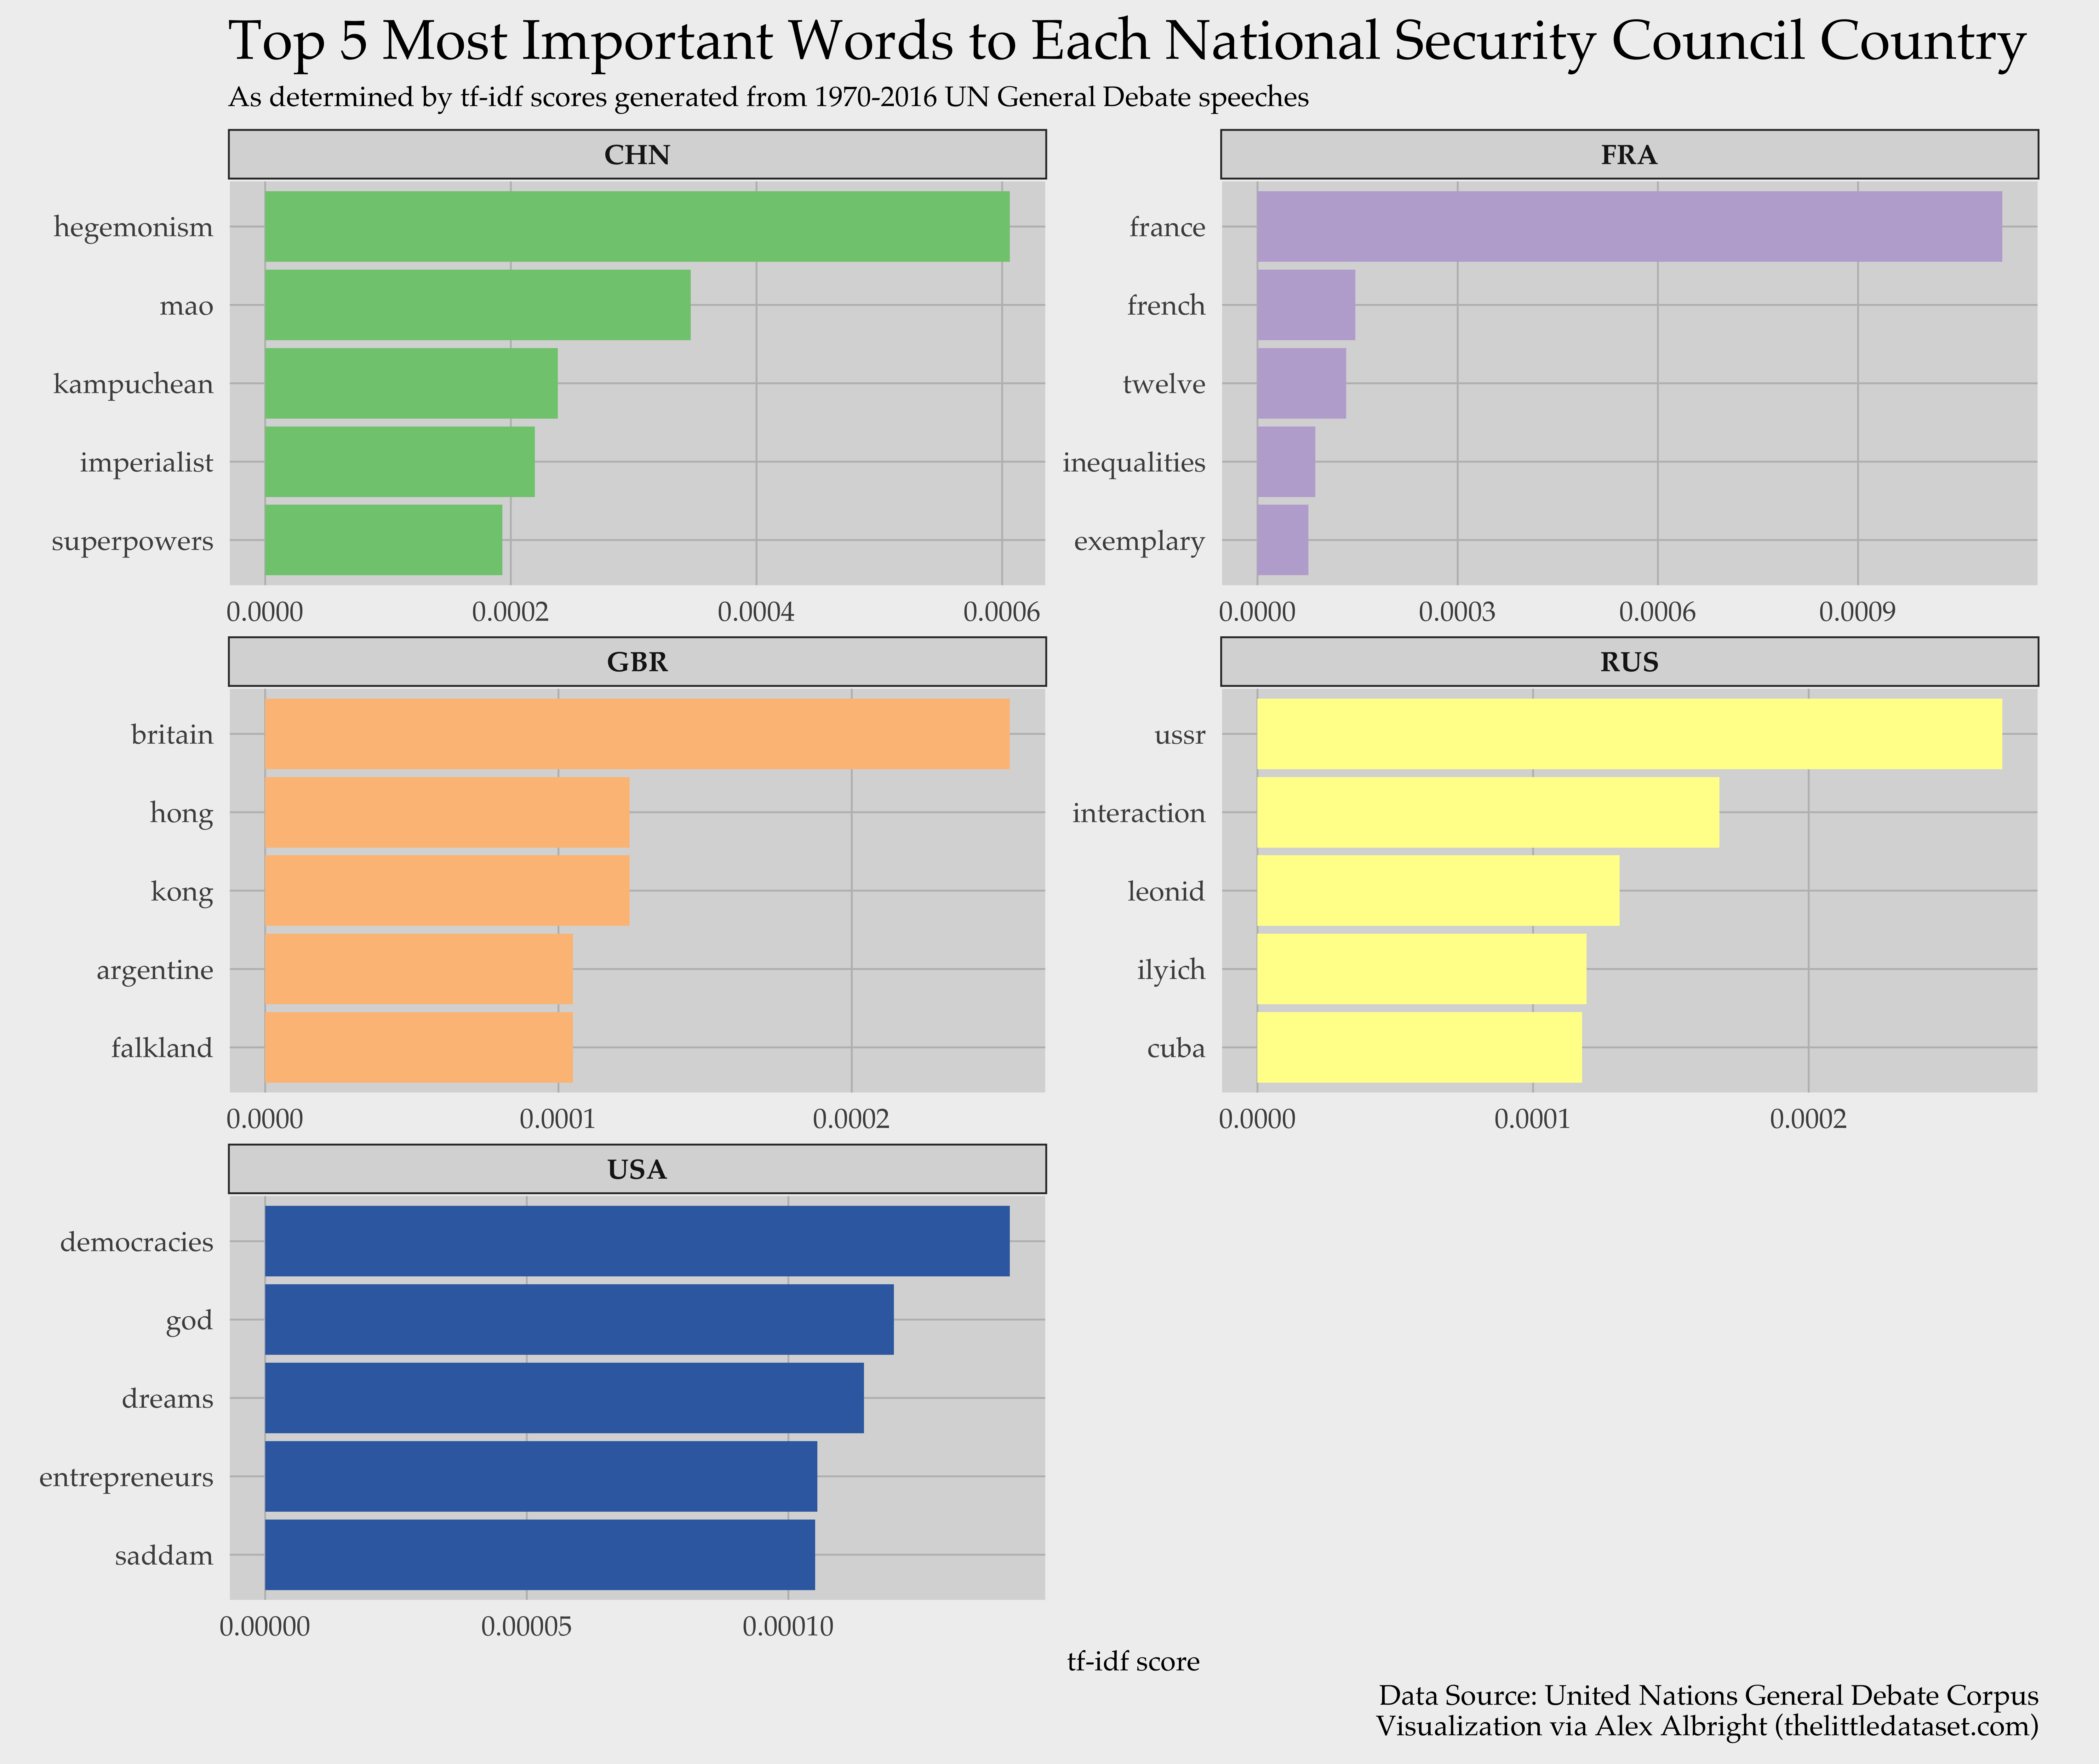 Top 5 Most Important Words to Each National Security Council Country
As determined by tf-idf scores generated from 1970-2016 UN General Debate speeches
CHN
hegemonism
mao
kampuchean
imperialist
superpowers
0.0000 0.0002 0.0004 0.0006
FRA
france
french
twelve
inequalities
exemplary
0.0000 0.0003 0.0006 0.0009
GBR
britain
hong
kong
argentine
falkland
0.0000 0.0001 0.0002
RUS
ussr
interaction
leonid
ilyich
cuba
0.0000 0.0001 0.0002
USA
democracies
god
dreams
entrepreneurs
saddam
0.00000 0.00005 0.00010
tf-idf score
Data Source: United Nations General Debate Corpus
Visualization via Alex Albright (thelittledataset.com)